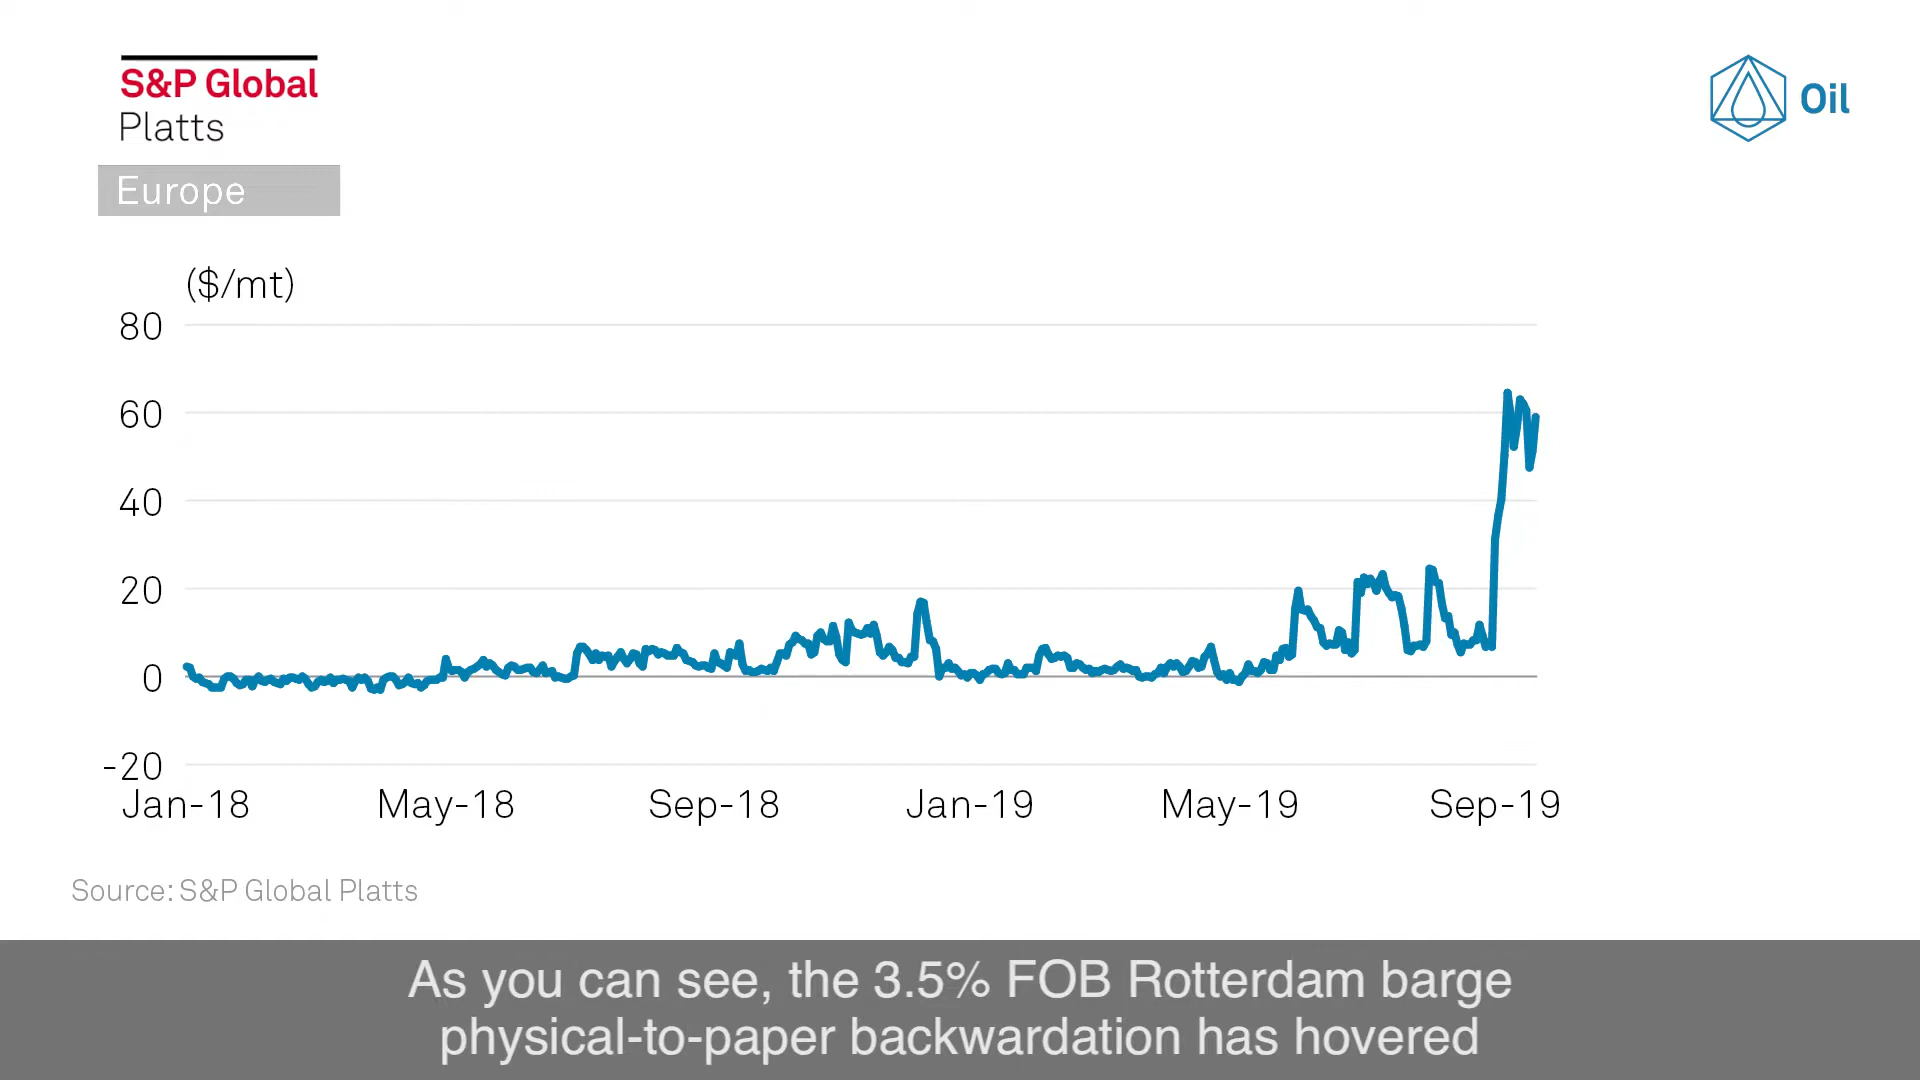 S&P Global
Platts
Oil
Europe
($/mt)
80
60
40
20
0
-20
Jan-18 May-18 Sep-18 Jan-19 May-19 Sep-19
Source: S&P Global Platts
As you can see, the 3.5% FOB Rotterdam barge
physical-to-paper backwardation has hovered